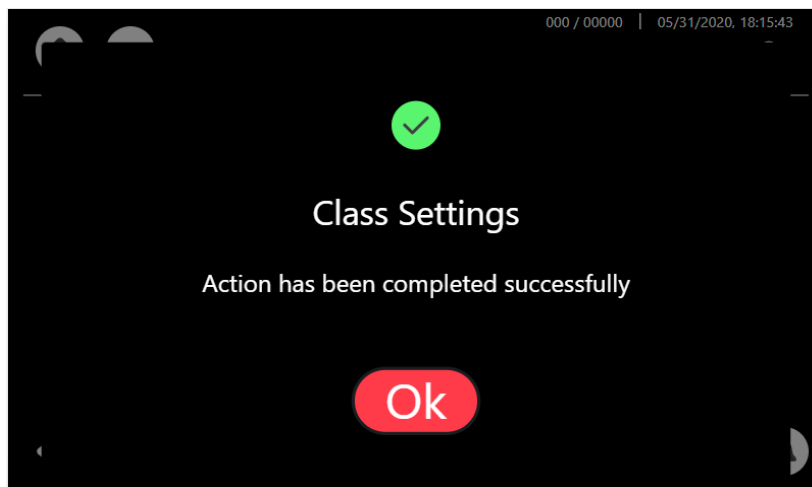 000 / 00000 | 05/31/2020, 18:15:43
Class Settings
Action has been completed successfully
Ok